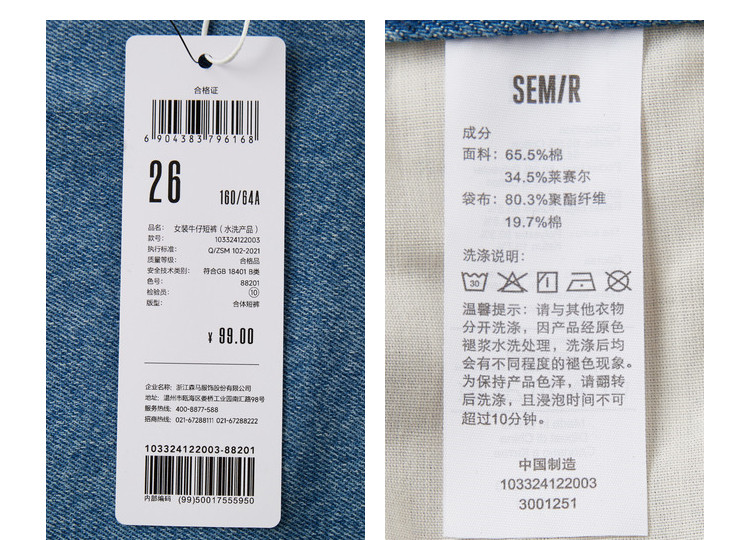 合格证
6 904383 796168
26 160/64A
品名: 女装牛仔短裤(水洗产品)
款号: 103324122003
执行标准: Q/ZSM 102-2021
质量等级: 合格品
安全技术类别: 符合GB 18401 B类
色号: 88201
检验员: 10
版型: 合体短裤
¥ 99.00
企业名称: 浙江森马服饰股份有限公司
地址: 温州市瓯海区娄桥工业园南汇路98号
服务热线: 400-8877-588
招商热线: 021-67288111 021-67288222
103324122003-88201
内部编码 (99)50017555950
SEM/R
成分
面料: 65.5%棉
34.5%莱赛尔
袋布: 80.3%聚酯纤维
19.7%棉
洗涤说明:
30
温馨提示: 请与其他衣物
分开洗涤, 因产品经原色
褪浆水洗处理, 洗涤后均
会有不同程度的褪色现象。
为保持产品色泽, 请翻转
后洗涤, 且浸泡时间不可
超过10分钟。
中国制造
103324122003
3001251